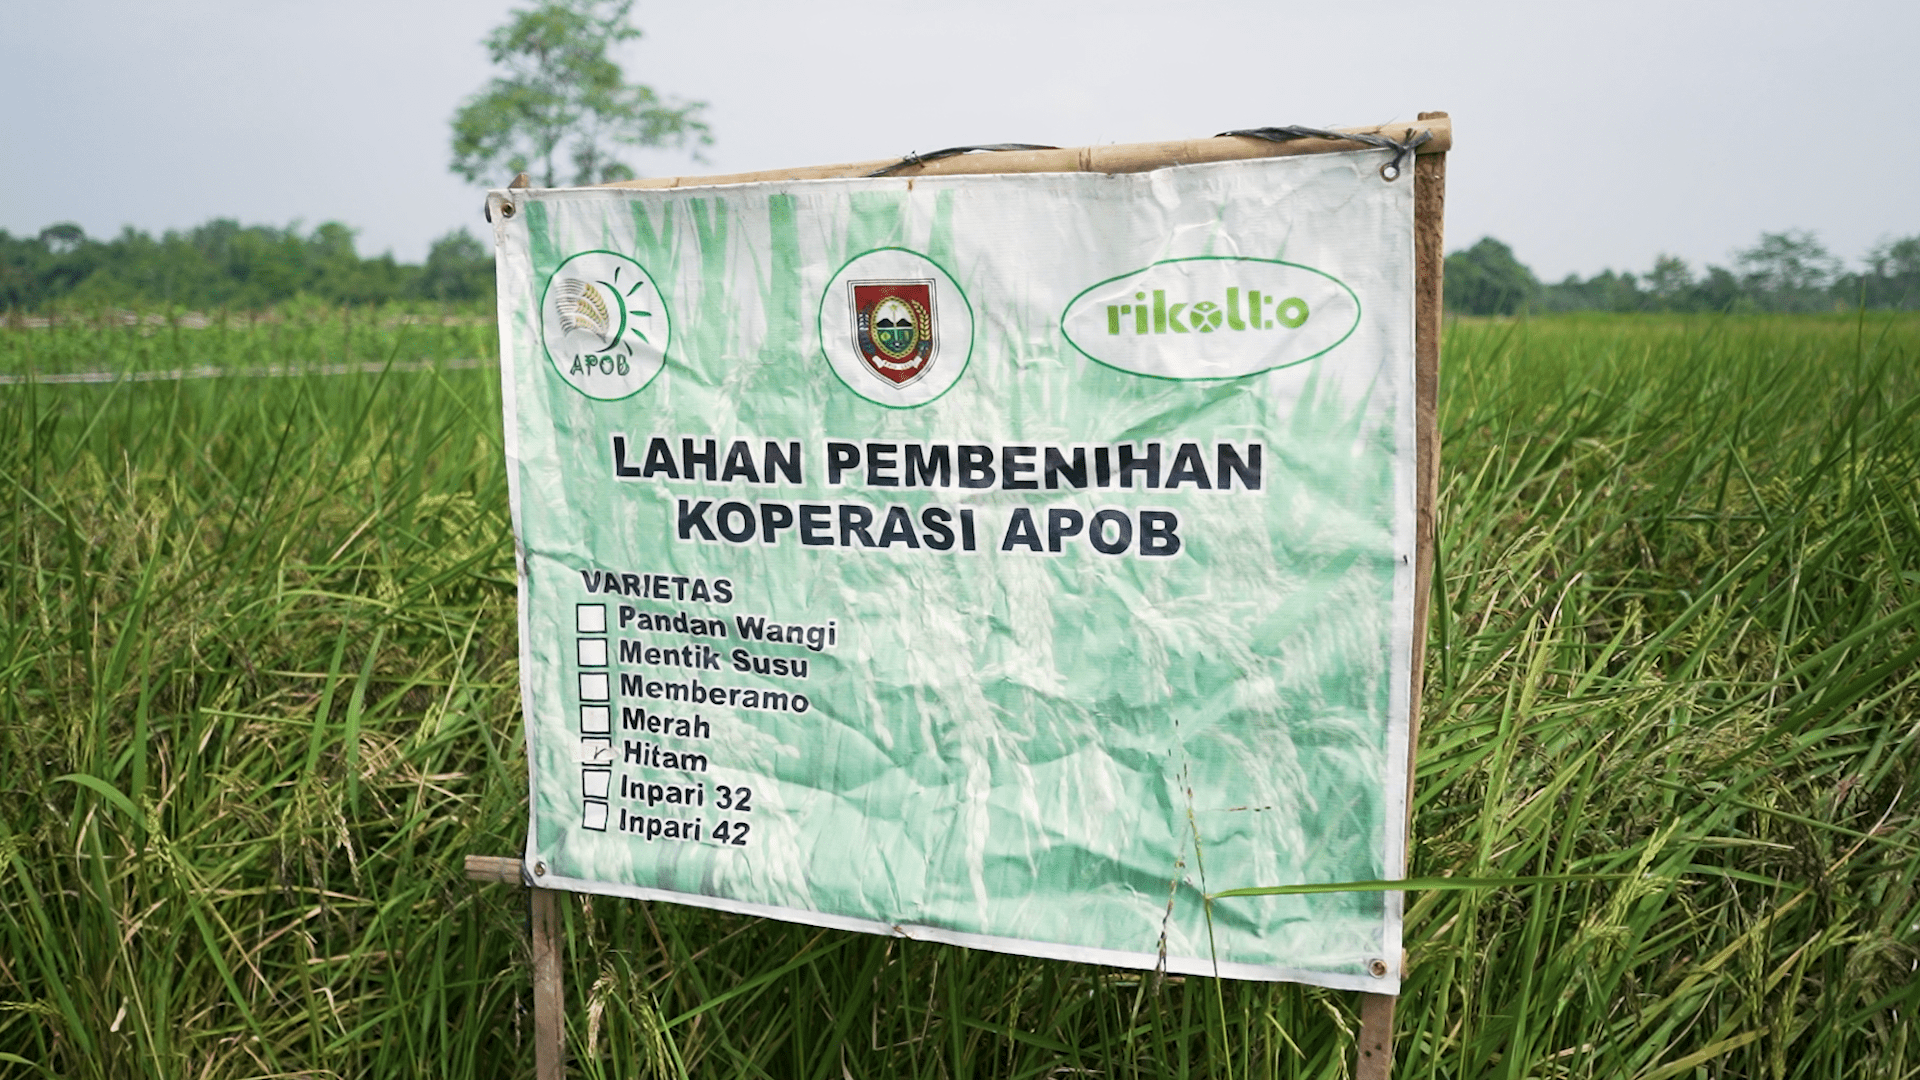 APOB
rikolto
LAHAN PEMBENIHAN
KOPERASI APOB
VARIETAS
Pandan Wangi
Mentik Susu
Memberamo
Merah
Hitam
Inpari 32
Inpari 42